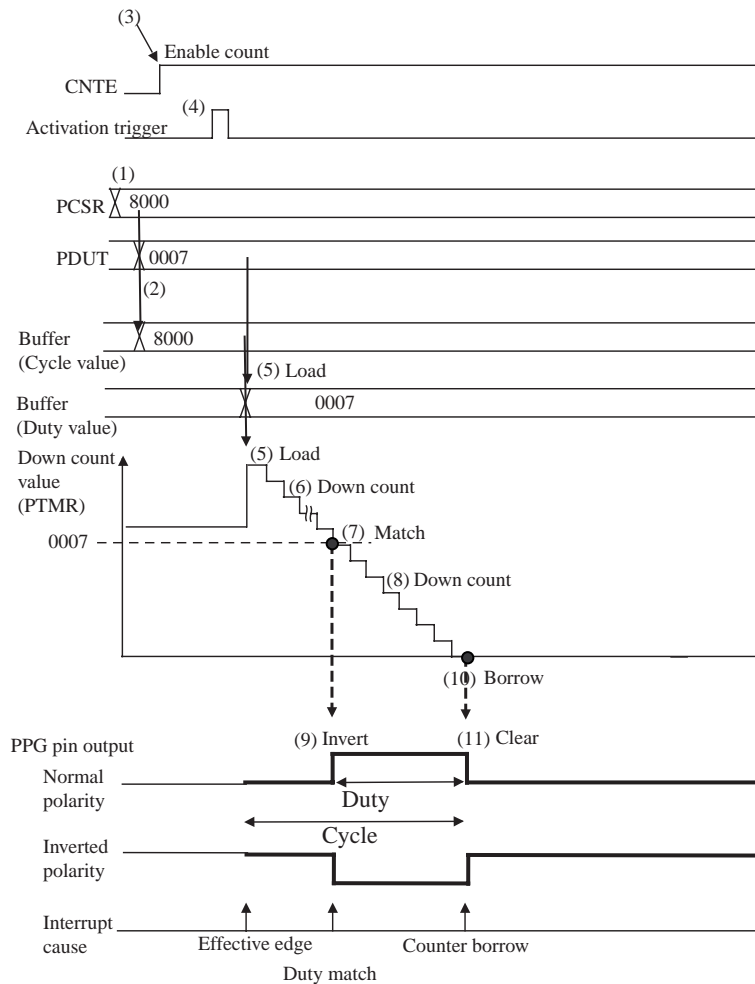 (3)
Enable count
CNTE
(4)
Activation trigger
(1)
PCSR
8000
PDUT
0007
(2)
Buffer
(Cycle value)
8000
(5) Load
Buffer
(Duty value)
0007
Down count
value
(PTMR)
(5) Load
(6) Down count
0007
(7) Match
(8) Down count
(10) Borrow
PPG pin output
(9) Invert
(11) Clear
Normal
polarity
Duty
Cycle
Inverted
polarity
Interrupt
cause
Effective edge
Counter borrow
Duty match